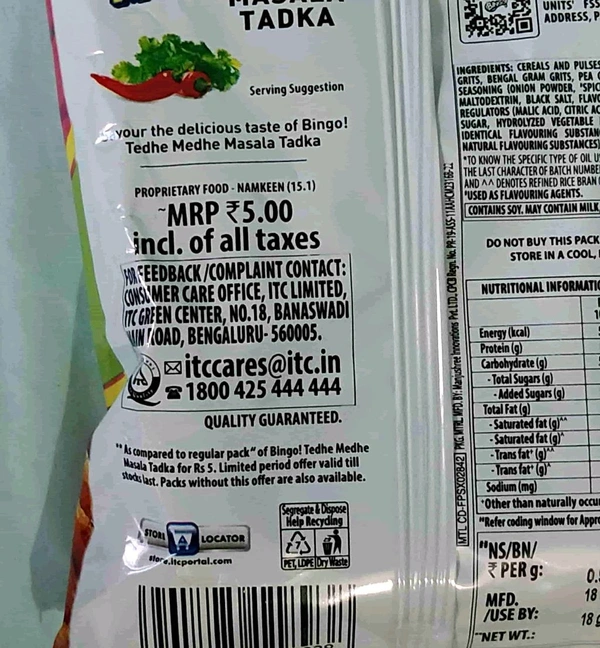 MASALA
TADKA
Serving Suggestion
Savour the delicious taste of Bingo!
Tedhe Medhe Masala Tadka
PROPRIETARY FOOD - NAMKEEN (15.1)
~MRP ₹5.00
incl. of all taxes
FOR FEEDBACK/COMPLAINT CONTACT:
CONSUMER CARE OFFICE, ITC LIMITED,
ITC GREEN CENTER, NO.18, BANASWADI
MAIN ROAD, BENGALURU- 560005.
itccares@itc.in
1800 425 444 444
QUALITY GUARANTEED.
** As compared to regular pack" of Bingo! Tedhe Medhe
Masala Tadka for Rs 5. Limited period offer valid till
stocks last. Packs without this offer are also available.
STORE LOCATOR
store.itcportal.com
Segregate & Dispose
Help Recycling
PET, LDPE Dry Waste
UNITS' FSS
ADDRESS, P
INGREDIENTS: CEREALS AND PULSES
GRITS, BENGAL GRAM GRITS, PEA
SEASONING (ONION POWDER, *SPIC
MALTODEXTRIN, BLACK SALT, FLAVO
REGULATORS (MALIC ACID, CITRIC AC
SUGAR, HYDROLYZED VEGETABLE
IDENTICAL FLAVOURING SUBSTAN
NATURAL FLAVOURING SUBSTANCES)
*TO KNOW THE SPECIFIC TYPE OF OIL U
THE LAST CHARACTER OF BATCH NUMBE
AND ^^ DENOTES REFINED RICE BRAN
*USED AS FLAVOURING AGENTS.
CONTAINS SOY. MAY CONTAIN MILK
DO NOT BUY THIS PACK
STORE IN A COOL,
NUTRITIONAL INFORMATIO
Energy (kcal)
Protein (g)
Carbohydrate (g)
- Total Sugars (g)
- Added Sugars (g)
Total Fat (g)
- Saturated fat (g)^^
- Saturated fat (g)^
- Trans fat* (g)^^
- Trans fat* (g)^
Sodium (mg)
*Other than naturally occur
"Refer coding window for Appro
"NS/BN/
₹ PER g:
0.
MFD.
/USE BY:
18
18 g
~NET WT.: